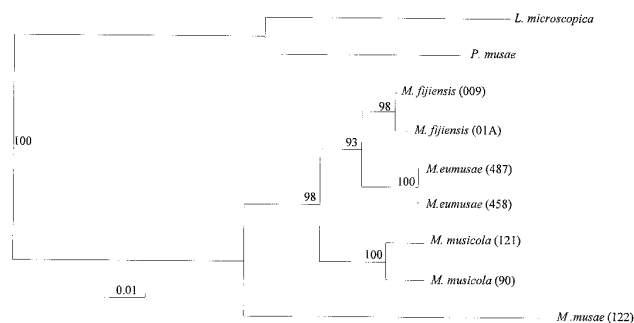 L. microscopica
P. musae
M. fijiensis (009)
98
M. fijiensis (01A)
100
93
M.eumusae (487)
100
98
M.eumusae (458)
M. musicola (121)
100
M. musicola (90)
0.01
M .musae (122)